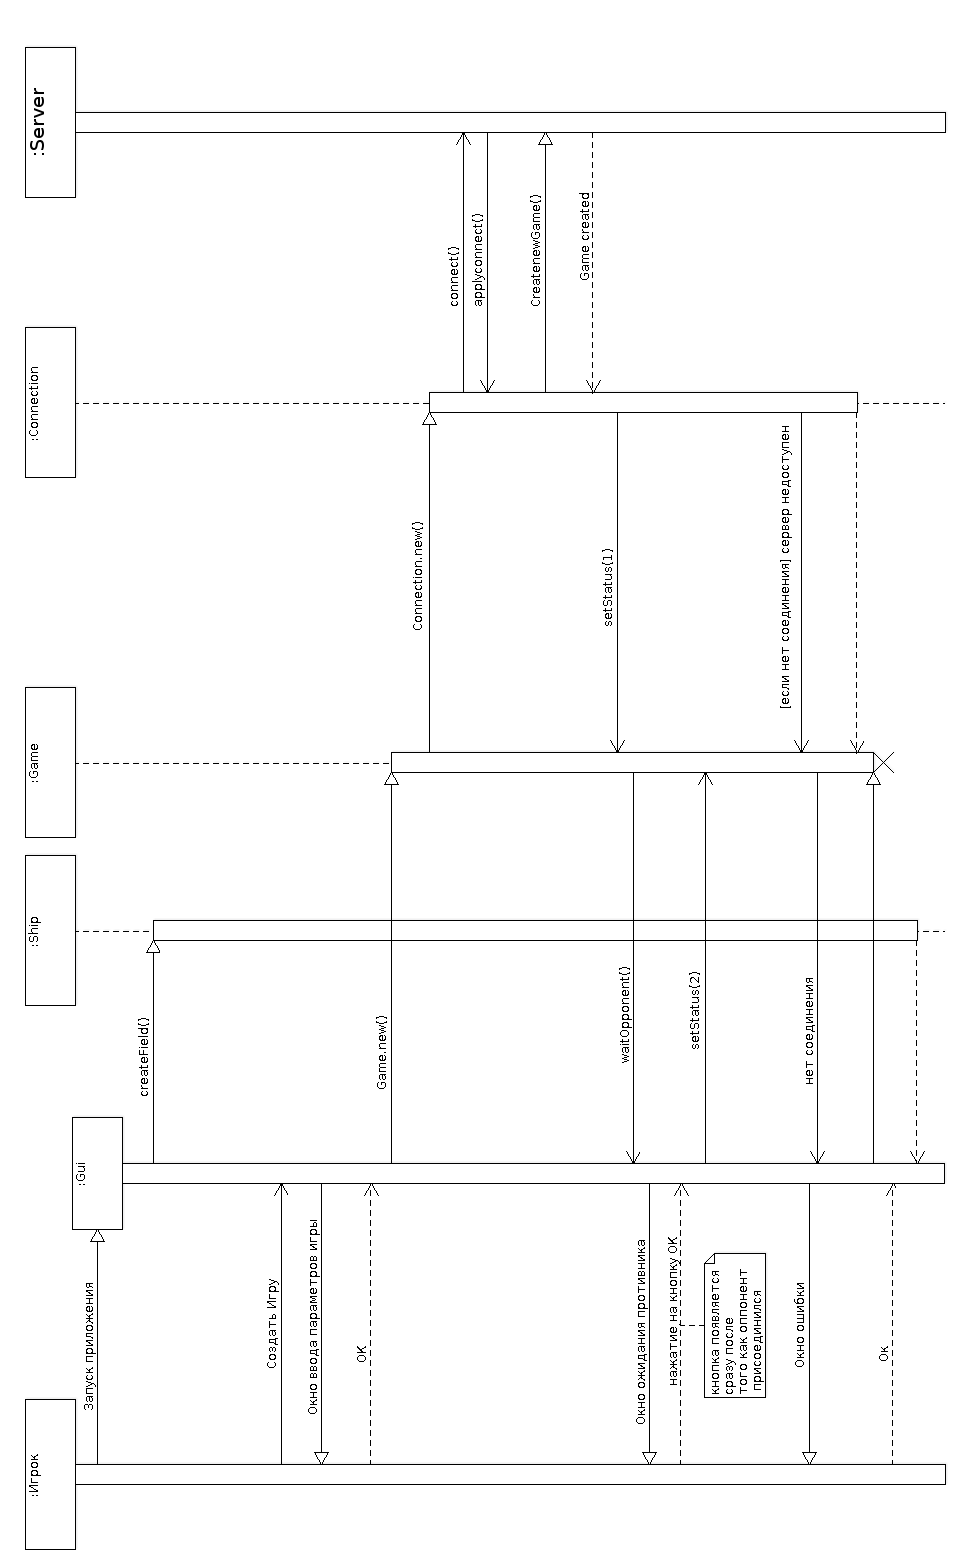 :Игрок
:Gui
:Ship
:Game
:Connection
:Server
Запуск приложения
createField()
Создать Игру
Окно ввода параметров игры
OK
Game.new()
Connection.new()
connect()
applyconnect()
CreatenewGame()
Game created
setStatus(1)
waitOpponent()
Окно ожидания противника
нажатие на кнопку OK
setStatus(2)
кнопка появляется
сразу после
того как оппонент
присоединился
[если нет соединения] сервер недоступен
нет соединения
Окно ошибки
Ок